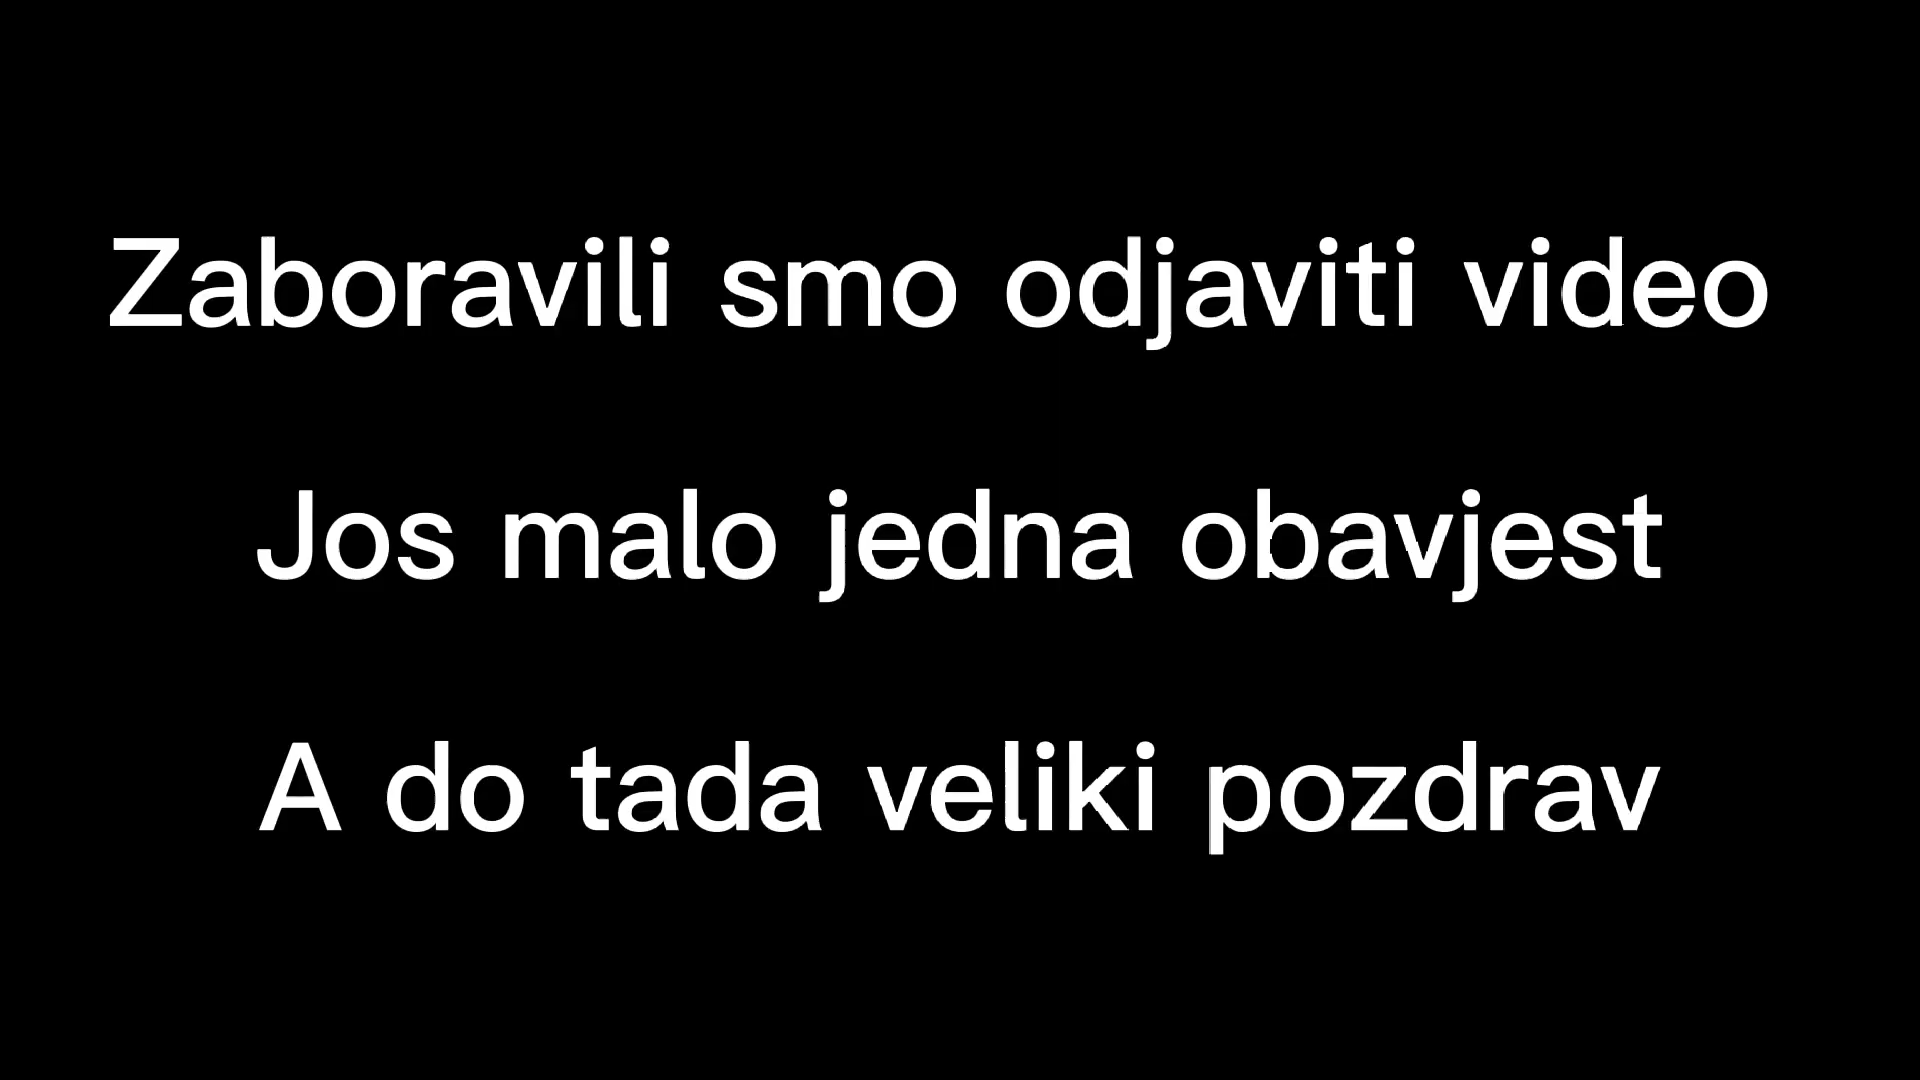 Zaboravili smo odjaviti video
Jos malo jedna obavjest
A do tada veliki pozdrav